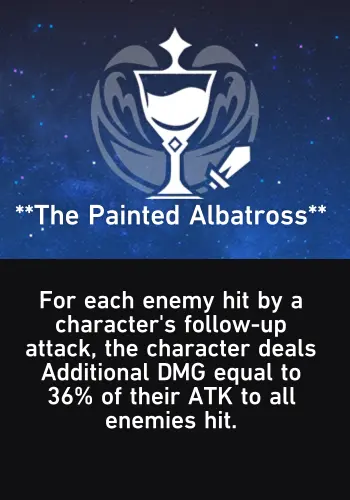 **The Painted Albatross**
For each enemy hit by a
character's follow-up
attack, the character deals
Additional DMG equal to
36% of their ATK to all
enemies hit.